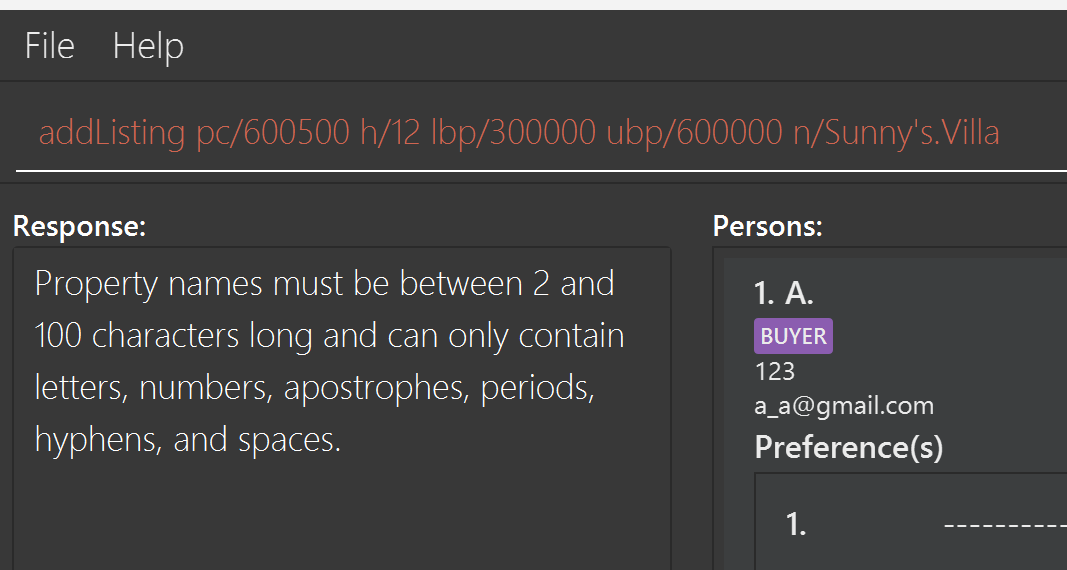 File Help
addListing pc/600500 h/12 lbp/300000 ubp/600000 n/Sunny's.Villa
Response:
Property names must be between 2 and
100 characters long and can only contain
letters, numbers, apostrophes, periods,
hyphens, and spaces.
Persons:
1. A.
BUYER
123
a_a@gmail.com
Preference(s)
1. ----------